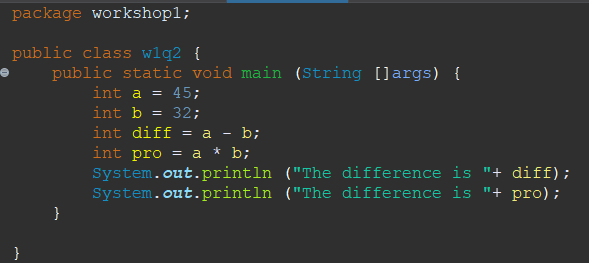 package workshop1;
public class w1q2 {
public static void main (String []args) {
int a = 45;
int b = 32;
int diff = a - b;
int pro = a * b;
System.out.println ("The difference is "+ diff);
System.out.println ("The difference is "+ pro);
}
}